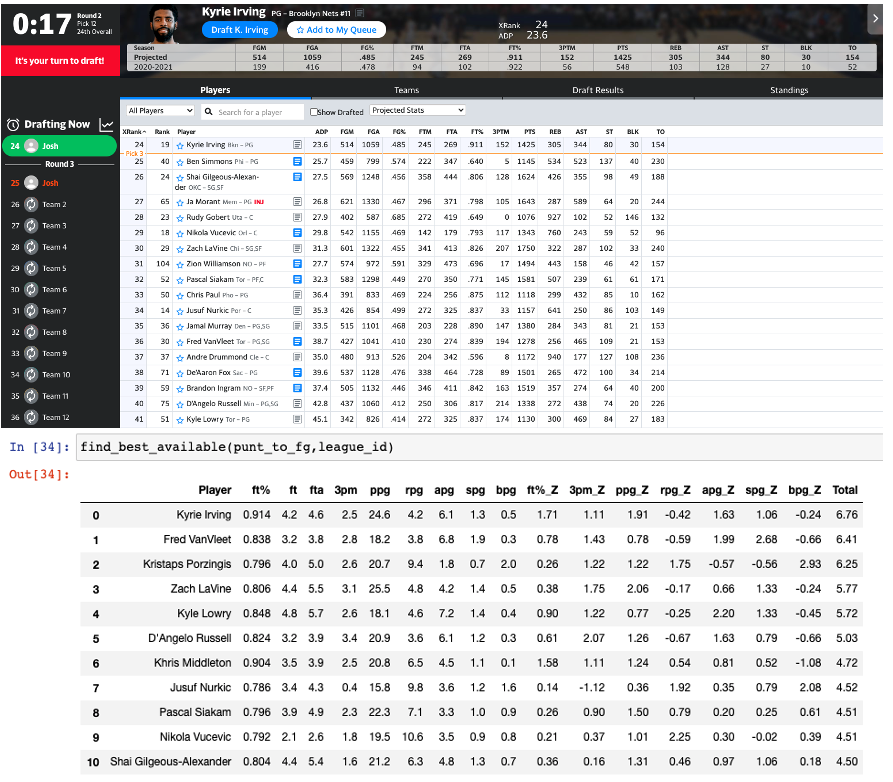 0:17 Round 2
Pick 12
24th Overall
Kyrie Irving PG - Brooklyn Nets #11
Draft K. Irving Add to My Queue
XRank 24
ADP 23.6
It's your turn to draft!
Season FGM FGA FG% FTM FTA FT% 3PTM PTS REB AST ST BLK TO
Projected 514 1059 .485 245 269 .911 152 1425 305 344 80 30 154
2020-2021 199 416 .478 94 102 .922 56 548 103 128 27 10 52
Players Teams Draft Results Standings
All Players Search for a player Show Drafted Projected Stats
Drafting Now
24 Josh
Round 3
25 Josh
26 Team 2
27 Team 3
28 Team 4
29 Team 5
30 Team 6
31 Team 7
32 Team 8
33 Team 9
34 Team 10
35 Team 11
36 Team 12
XRank Rank Player ADP FGM FGA FG% FTM FTA FT% 3PTM PTS REB AST ST BLK TO
24 19 Kyrie Irving Bkn - PG 23.6 514 1059 .485 245 269 .911 152 1425 305 344 80 30 154
Pick 3
25 40 Ben Simmons Phi - PG 25.2 459 799 .574 222 347 .640 5 1145 534 523 137 40 230
26 24 Shai Gilgeous-Alexan-
der OKC - SG,SF 27.5 569 1248 .456 358 444 .806 128 1624 426 355 98 49 188
27 65 Ja Morant Mem - PG INJ 26.8 621 1330 .467 296 371 .798 105 1643 287 589 64 20 244
28 23 Rudy Gobert Uta - C 27.9 402 587 .685 272 419 .649 0 1076 927 102 52 146 132
29 18 Nikola Vucevic Orl - C 29.8 542 1155 .469 142 179 .793 117 1343 760 243 59 52 96
30 29 Zach LaVine Chi - SG,SF 31.3 601 1322 .455 341 413 .826 207 1750 322 287 102 33 240
31 104 Zion Williamson NO - PF 27.7 574 972 .591 329 473 .696 17 1494 443 158 46 42 157
32 52 Pascal Siakam Tor - PF,C 32.3 583 1298 .449 270 350 .771 145 1581 507 239 61 61 171
33 50 Chris Paul Pho - PG 36.4 391 833 .469 224 256 .875 112 1118 299 432 85 10 162
34 14 Jusuf Nurkic Por - C 35.3 426 854 .499 272 325 .837 33 1157 641 250 86 103 149
35 36 Jamal Murray Den - PG,SG 33.5 515 1101 .468 203 228 .890 147 1380 284 343 81 21 153
36 30 Fred VanVleet Tor - PG,SG 38.7 427 1041 .410 230 274 .839 194 1278 256 465 109 21 153
37 37 Andre Drummond Cle - C 35.0 480 913 .526 204 342 .596 8 1172 940 177 127 108 236
38 71 De'Aaron Fox Sac - PG 39.6 537 1128 .476 338 464 .728 89 1501 265 472 100 34 214
39 59 Brandon Ingram NO - SF,PF 37.4 505 1132 .446 346 411 .842 163 1519 357 274 64 40 200
40 75 D'Angelo Russell Min - PG,SG 42.8 437 1060 .412 250 306 .817 214 1338 272 438 74 20 226
41 51 Kyle Lowry Tor - PG 45.1 342 826 .414 272 325 .837 174 1130 300 469 84 27 183
In [34]: find_best_available(punt_to_fg,league_id)
Out[34]:
Player ft% ft fta 3pm ppg rpg apg spg bpg ft%_Z 3pm_Z ppg_Z rpg_Z apg_Z spg_Z bpg_Z Total
0 Kyrie Irving 0.914 4.2 4.6 2.5 24.6 4.2 6.1 1.3 0.5 1.71 1.11 1.91 -0.42 1.63 1.06 -0.24 6.76
1 Fred VanVleet 0.838 3.2 3.8 2.8 18.2 3.8 6.8 1.9 0.3 0.78 1.43 0.78 -0.59 1.99 2.68 -0.66 6.41
2 Kristaps Porzingis 0.796 4.0 5.0 2.6 20.7 9.4 1.8 0.7 2.0 0.26 1.22 1.22 1.75 -0.57 -0.56 2.93 6.25
3 Zach LaVine 0.806 4.4 5.5 3.1 25.5 4.8 4.2 1.4 0.5 0.38 1.75 2.06 -0.17 0.66 1.33 -0.24 5.77
4 Kyle Lowry 0.848 4.8 5.7 2.6 18.1 4.6 7.2 1.4 0.4 0.90 1.22 0.77 -0.25 2.20 1.33 -0.45 5.72
5 D'Angelo Russell 0.824 3.2 3.9 3.4 20.9 3.6 6.1 1.2 0.3 0.61 2.07 1.26 -0.67 1.63 0.79 -0.66 5.03
6 Khris Middleton 0.904 3.5 3.9 2.5 20.8 6.5 4.5 1.1 0.1 1.58 1.11 1.24 0.54 0.81 0.52 -1.08 4.72
7 Jusuf Nurkic 0.786 3.4 4.3 0.4 15.8 9.8 3.6 1.2 1.6 0.14 -1.12 0.36 1.92 0.35 0.79 2.08 4.52
8 Pascal Siakam 0.796 3.9 4.9 2.3 22.3 7.1 3.3 1.0 0.9 0.26 0.90 1.50 0.79 0.20 0.25 0.61 4.51
9 Nikola Vucevic 0.792 2.1 2.6 1.8 19.5 10.6 3.5 0.9 0.8 0.21 0.37 1.01 2.25 0.30 -0.02 0.39 4.51
10 Shai Gilgeous-Alexander 0.804 4.4 5.4 1.6 21.2 6.3 4.8 1.3 0.7 0.36 0.16 1.31 0.46 0.97 1.06 0.18 4.50